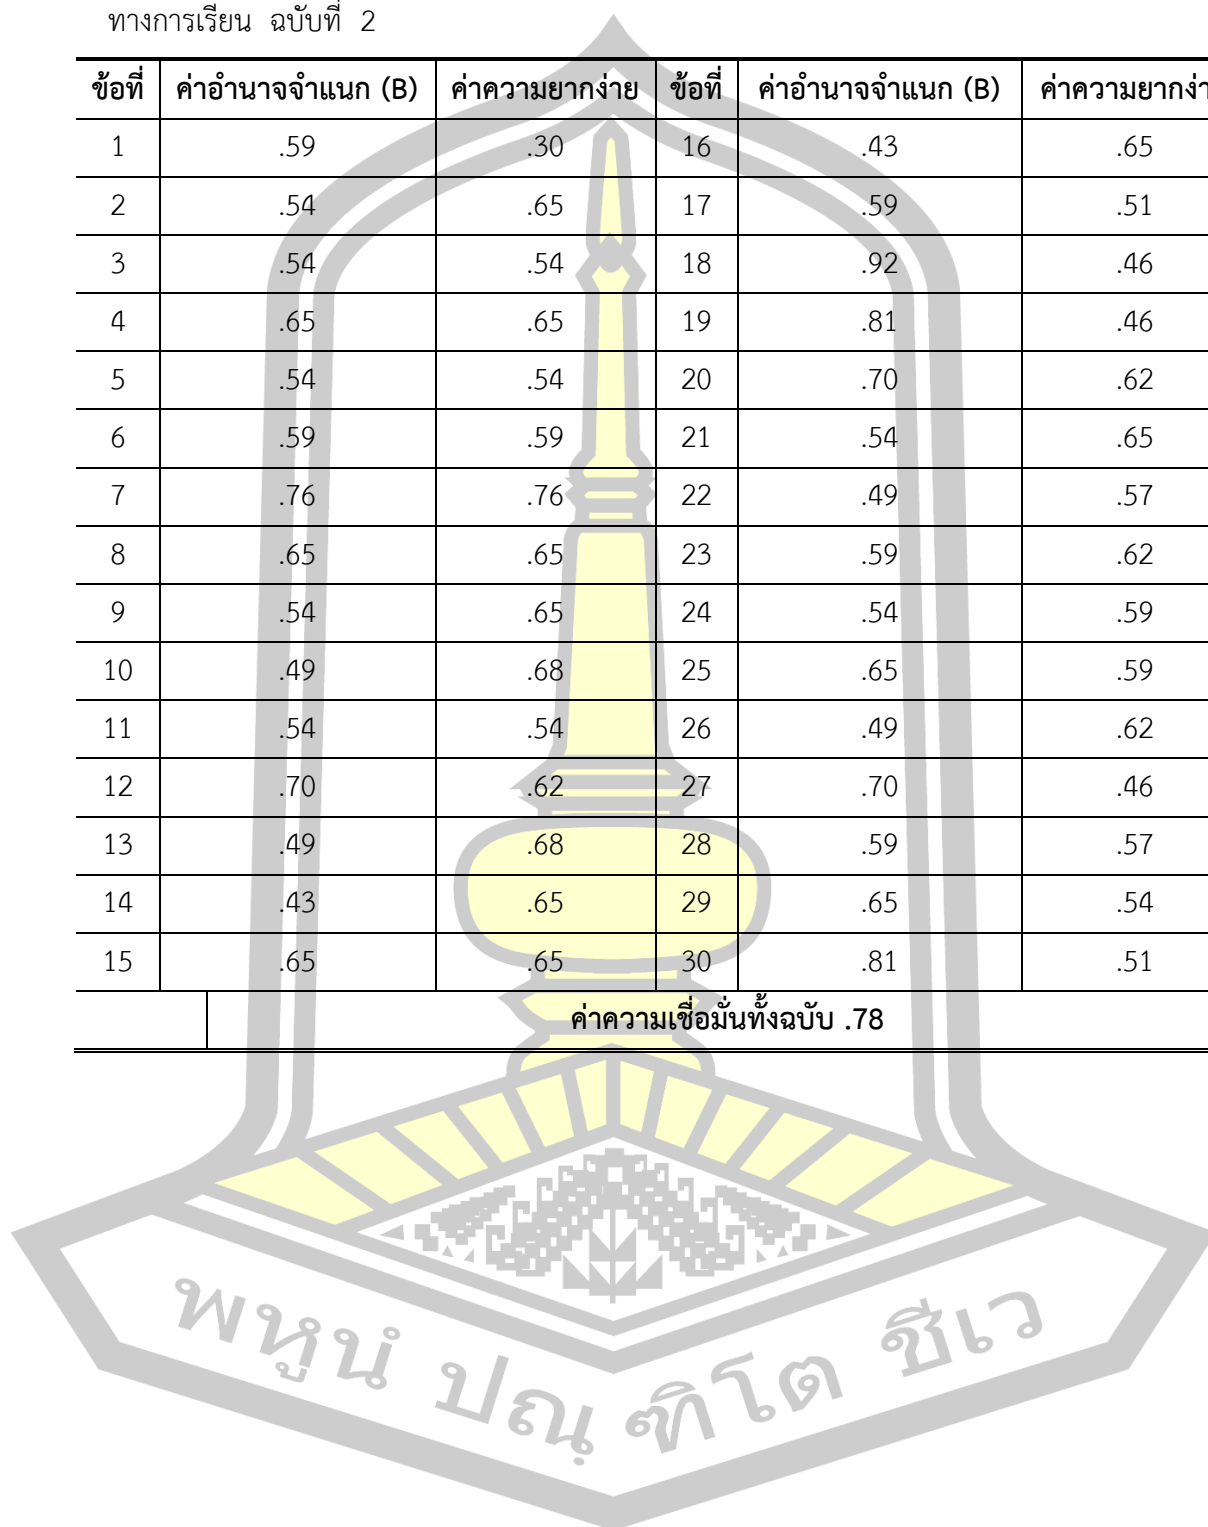 ทางการเรียน ฉบับที่ 2
ข้อที่ ค่าอำนาจจำแนก (B) ค่าความยากง่าย ข้อที่ ค่าอำนาจจำแนก (B) ค่าความยากง่า
1 .59 .30 16 .43 .65
2 .54 .65 17 .59 .51
3 .54 .54 18 .92 .46
4 .65 .65 19 .81 .46
5 .54 .54 20 .70 .62
6 .59 .59 21 .54 .65
7 .76 .76 22 .49 .57
8 .65 .65 23 .59 .62
9 .54 .65 24 .54 .59
10 .49 .68 25 .65 .59
11 .54 .54 26 .49 .62
12 .70 .62 27 .70 .46
13 .49 .68 28 .59 .57
14 .43 .65 29 .65 .54
15 .65 .65 30 .81 .51
ค่าความเชื่อมั่นทั้งฉบับ .78
พหูนํ ปณฺ ฑิโต ชีเว